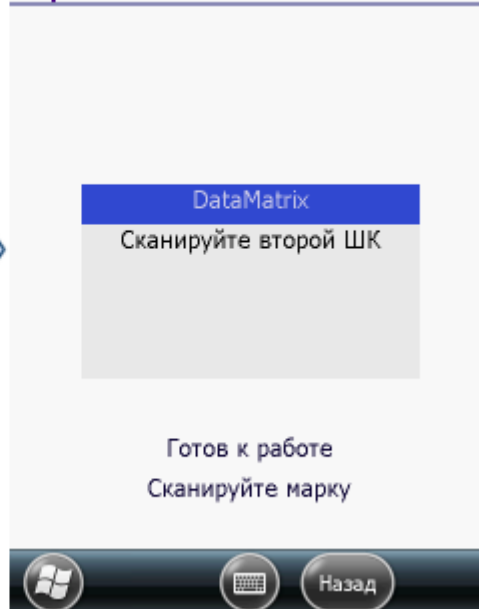 DataMatrix
Сканируйте второй ШК
Готов к работе
Сканируйте марку
Назад